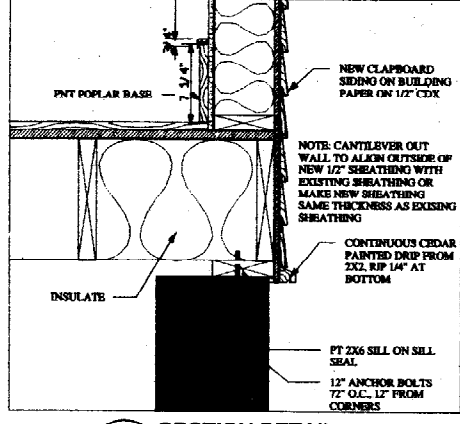 NEW CLAPBOARD
SIDING ON BUILDING
PAPER ON 1/2" CDX
PNT POPLAR BASE
7 1/4"
NOTE: CANTILEVER OUT
WALL TO ALIGN OUTSIDE OF
NEW 1/2" SHEATHING WITH
EXISTING SHEATHING OR
MAKE NEW SHEATHING
SAME THICKNESS AS EXISING
SHEATHING
CONTINUOUS CEDAR
PAINTED DRIP FROM
2X2, RIP 1/4" AT
BOTTOM
INSULATE
PT 2X6 SILL ON SILL
SEAL
12" ANCHOR BOLTS
72" O.C., 12" FROM
CORNERS